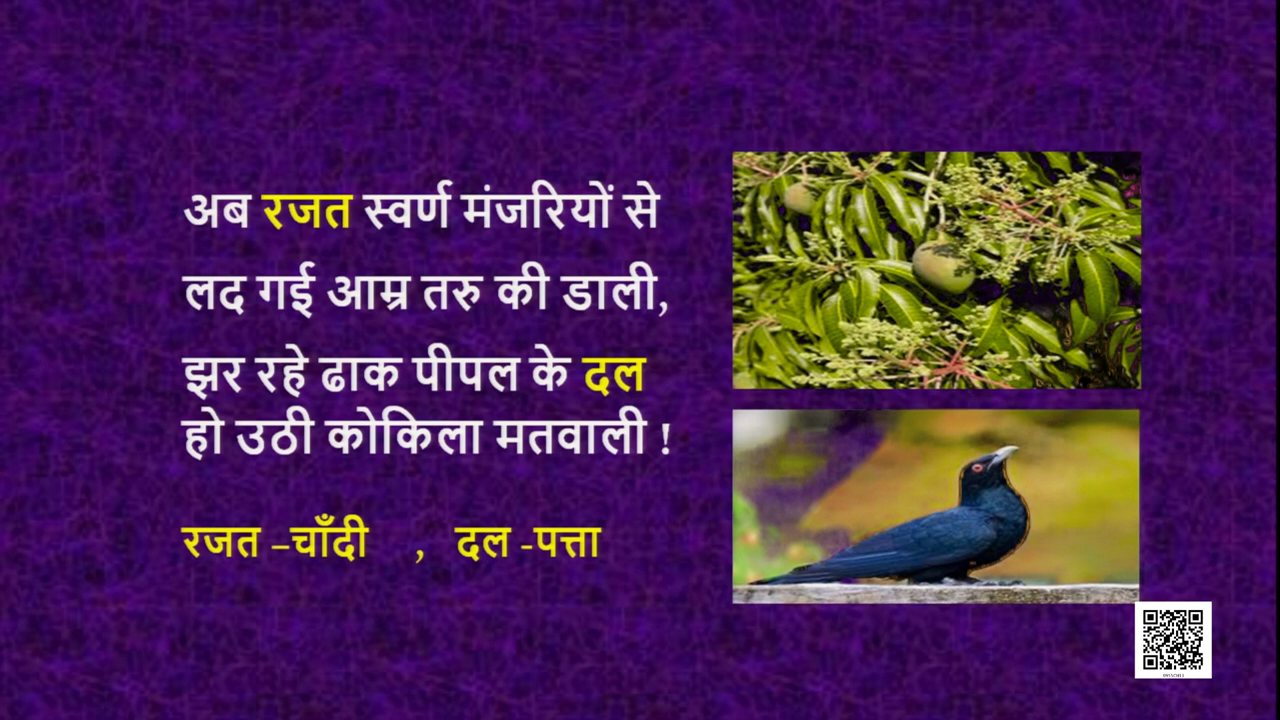 अब रजत स्वर्ण मंजरियों से
लद गई आम्र तरु की डाली,
झर रहे ढाक पीपल के दल
हो उठी कोकिला मतवाली !
रजत –चाँदी , दल -पत्ता